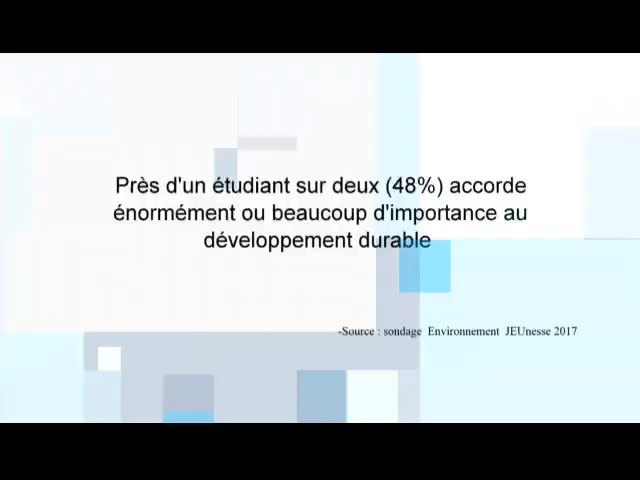 Près d'un étudiant sur deux (48%) accorde
énormément ou beaucoup d'importance au
développement durable
-Source : sondage Environnement JEUnesse 2017